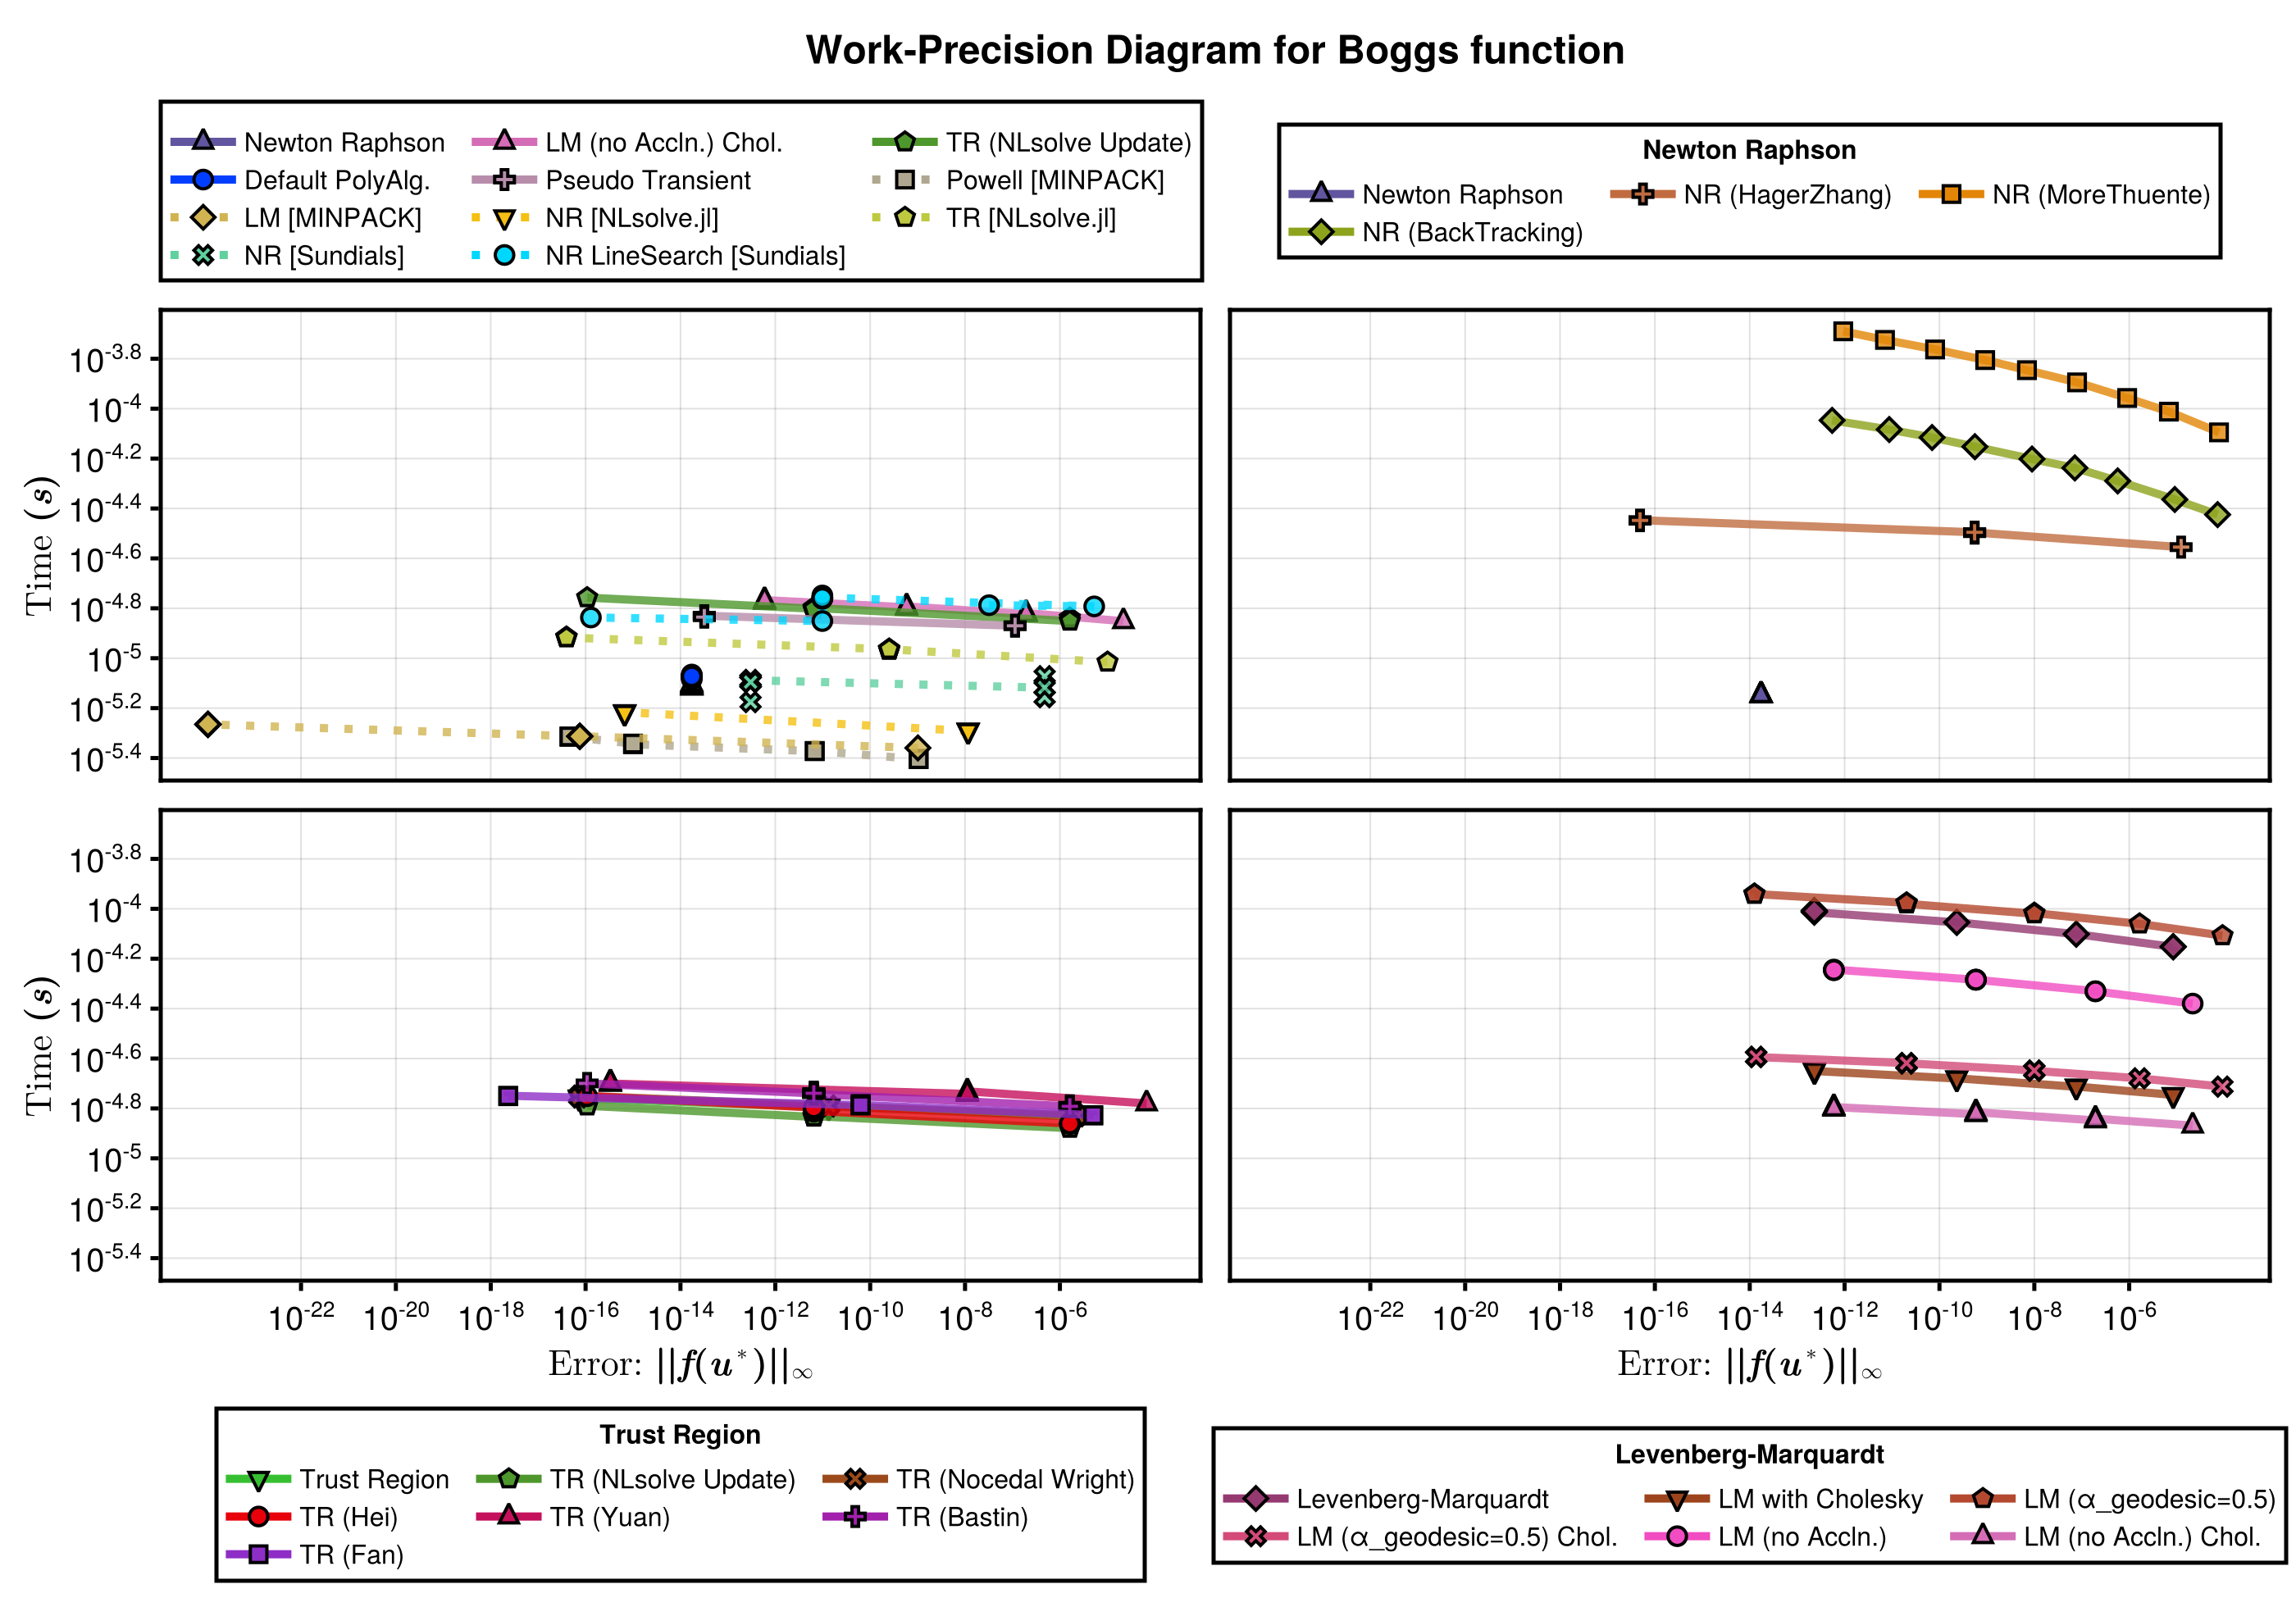 Work-Precision Diagram for Boggs function
Newton Raphson LM (no Accln.) Chol. TR (NLsolve Update)
Default PolyAlg. Pseudo Transient Powell [MINPACK]
LM [MINPACK] NR [NLsolve.jl] TR [NLsolve.jl]
NR [Sundials] NR LineSearch [Sundials]
Newton Raphson
Newton Raphson NR (HagerZhang) NR (MoreThuente)
NR (BackTracking)
Time (s)
10^-3.8
10^-4
10^-4.2
10^-4.4
10^-4.6
10^-4.8
10^-5
10^-5.2
10^-5.4
Time (s)
10^-3.8
10^-4
10^-4.2
10^-4.4
10^-4.6
10^-4.8
10^-5
10^-5.2
10^-5.4
10^-22 10^-20 10^-18 10^-16 10^-14 10^-12 10^-10 10^-8 10^-6
Error: ||f(u*)||∞
10^-22 10^-20 10^-18 10^-16 10^-14 10^-12 10^-10 10^-8 10^-6
Error: ||f(u*)||∞
Trust Region
Trust Region TR (NLsolve Update) TR (Nocedal Wright)
TR (Hei) TR (Yuan) TR (Bastin)
TR (Fan)
Levenberg-Marquardt
Levenberg-Marquardt LM with Cholesky LM (α_geodesic=0.5)
LM (α_geodesic=0.5) Chol. LM (no Accln.) LM (no Accln.) Chol.